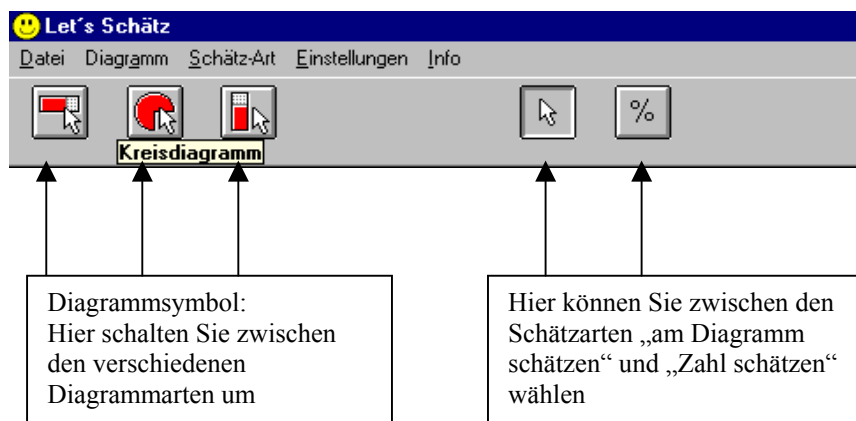 Let´s Schätz
Datei Diagramm Schätz-Art Einstellungen Info
%
Kreisdiagramm
Diagrammsymbol:
Hier schalten Sie zwischen
den verschiedenen
Diagrammarten um
Hier können Sie zwischen den
Schätzarten „am Diagramm
schätzen“ und „Zahl schätzen“
wählen